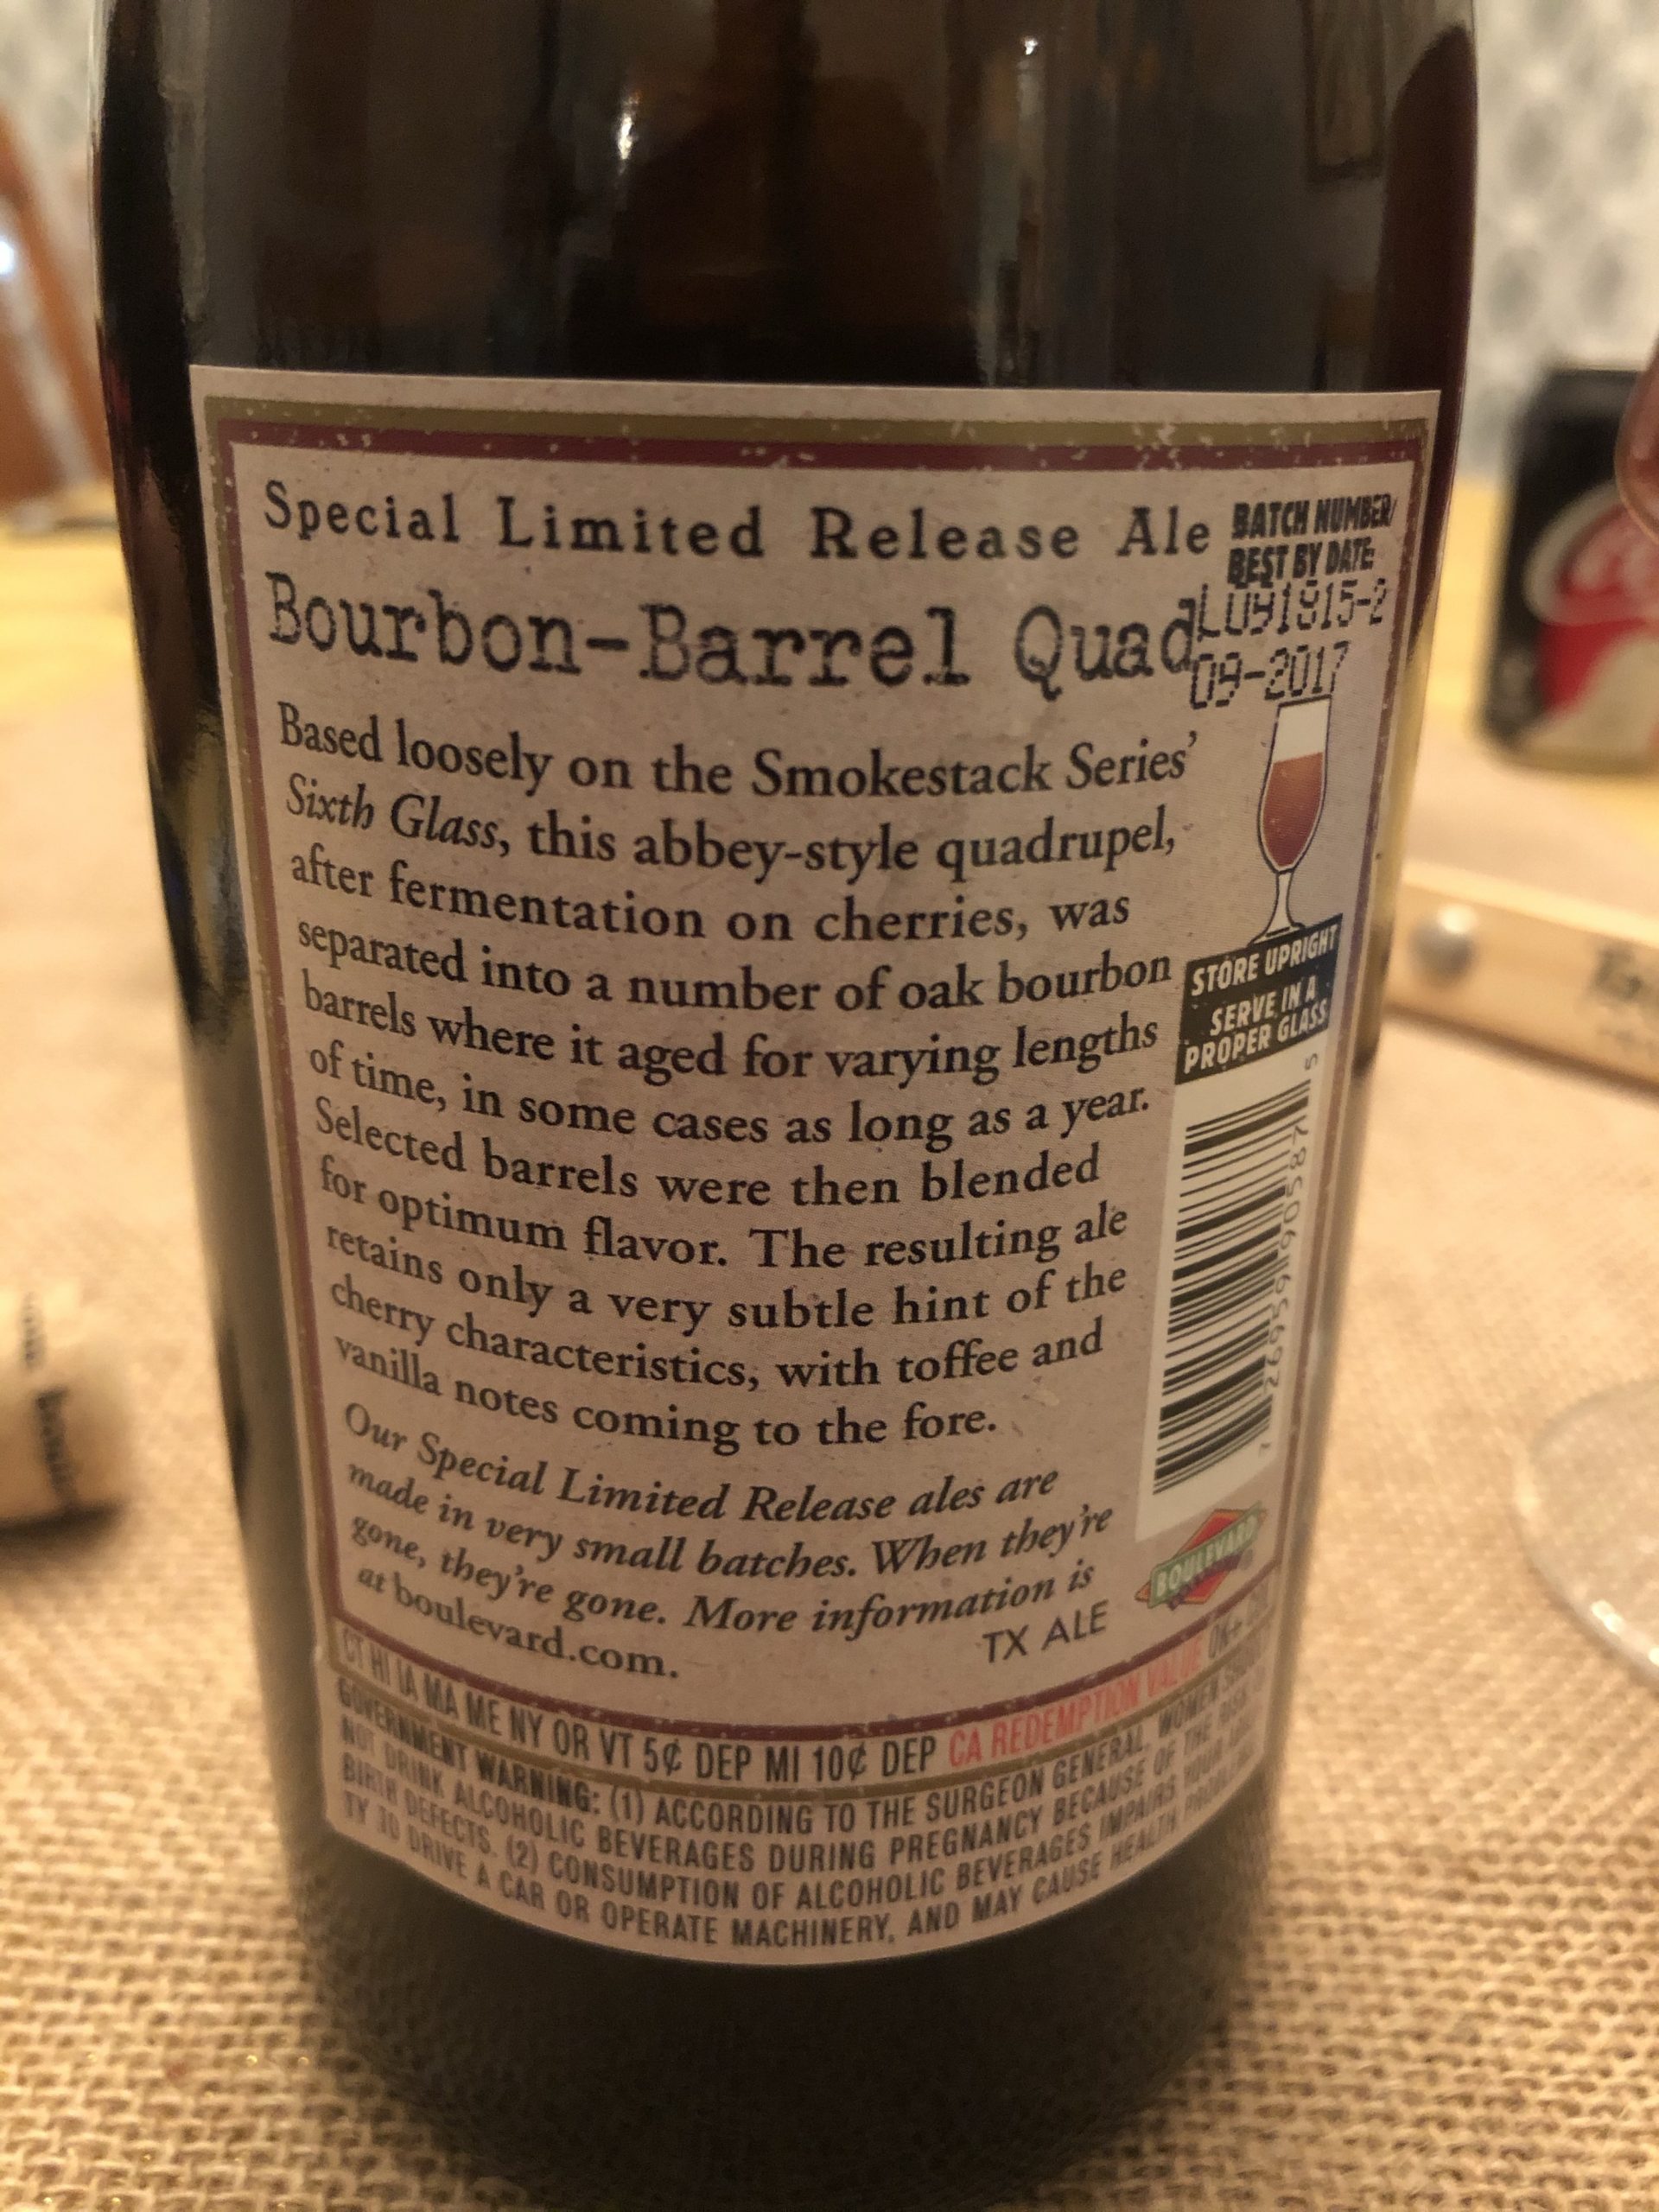 Special Limited Release Ale
Bourbon-Barrel Quad
BATCH NUMBER/
BEST BY DATE:
L091815-2
09-2017
Based loosely on the Smokestack Series'
Sixth Glass, this abbey-style quadrupel,
after fermentation on cherries, was
separated into a number of oak bourbon
barrels where it aged for varying lengths
of time, in some cases as long as a year.
Selected barrels were then blended
for optimum flavor. The resulting ale
retains only a very subtle hint of the
cherry characteristics, with toffee and
vanilla notes coming to the fore.
Our Special Limited Release ales are
made in very small batches. When they're
gone, they're gone. More information is
at boulevard.com.
TX ALE
STORE UPRIGHT
SERVE IN A
PROPER GLASS
7 26959 90587 5
BOULEVARD
CT HI IA MA ME NY OR VT 5¢ DEP MI 10¢ DEP CA REDEMPTION VALUE OK+
GOVERNMENT WARNING: (1) ACCORDING TO THE SURGEON GENERAL, WOMEN SHOULD
NOT DRINK ALCOHOLIC BEVERAGES DURING PREGNANCY BECAUSE OF THE RISK OF
BIRTH DEFECTS. (2) CONSUMPTION OF ALCOHOLIC BEVERAGES IMPAIRS YOUR ABILI-
TY TO DRIVE A CAR OR OPERATE MACHINERY, AND MAY CAUSE HEALTH PROBLEMS.